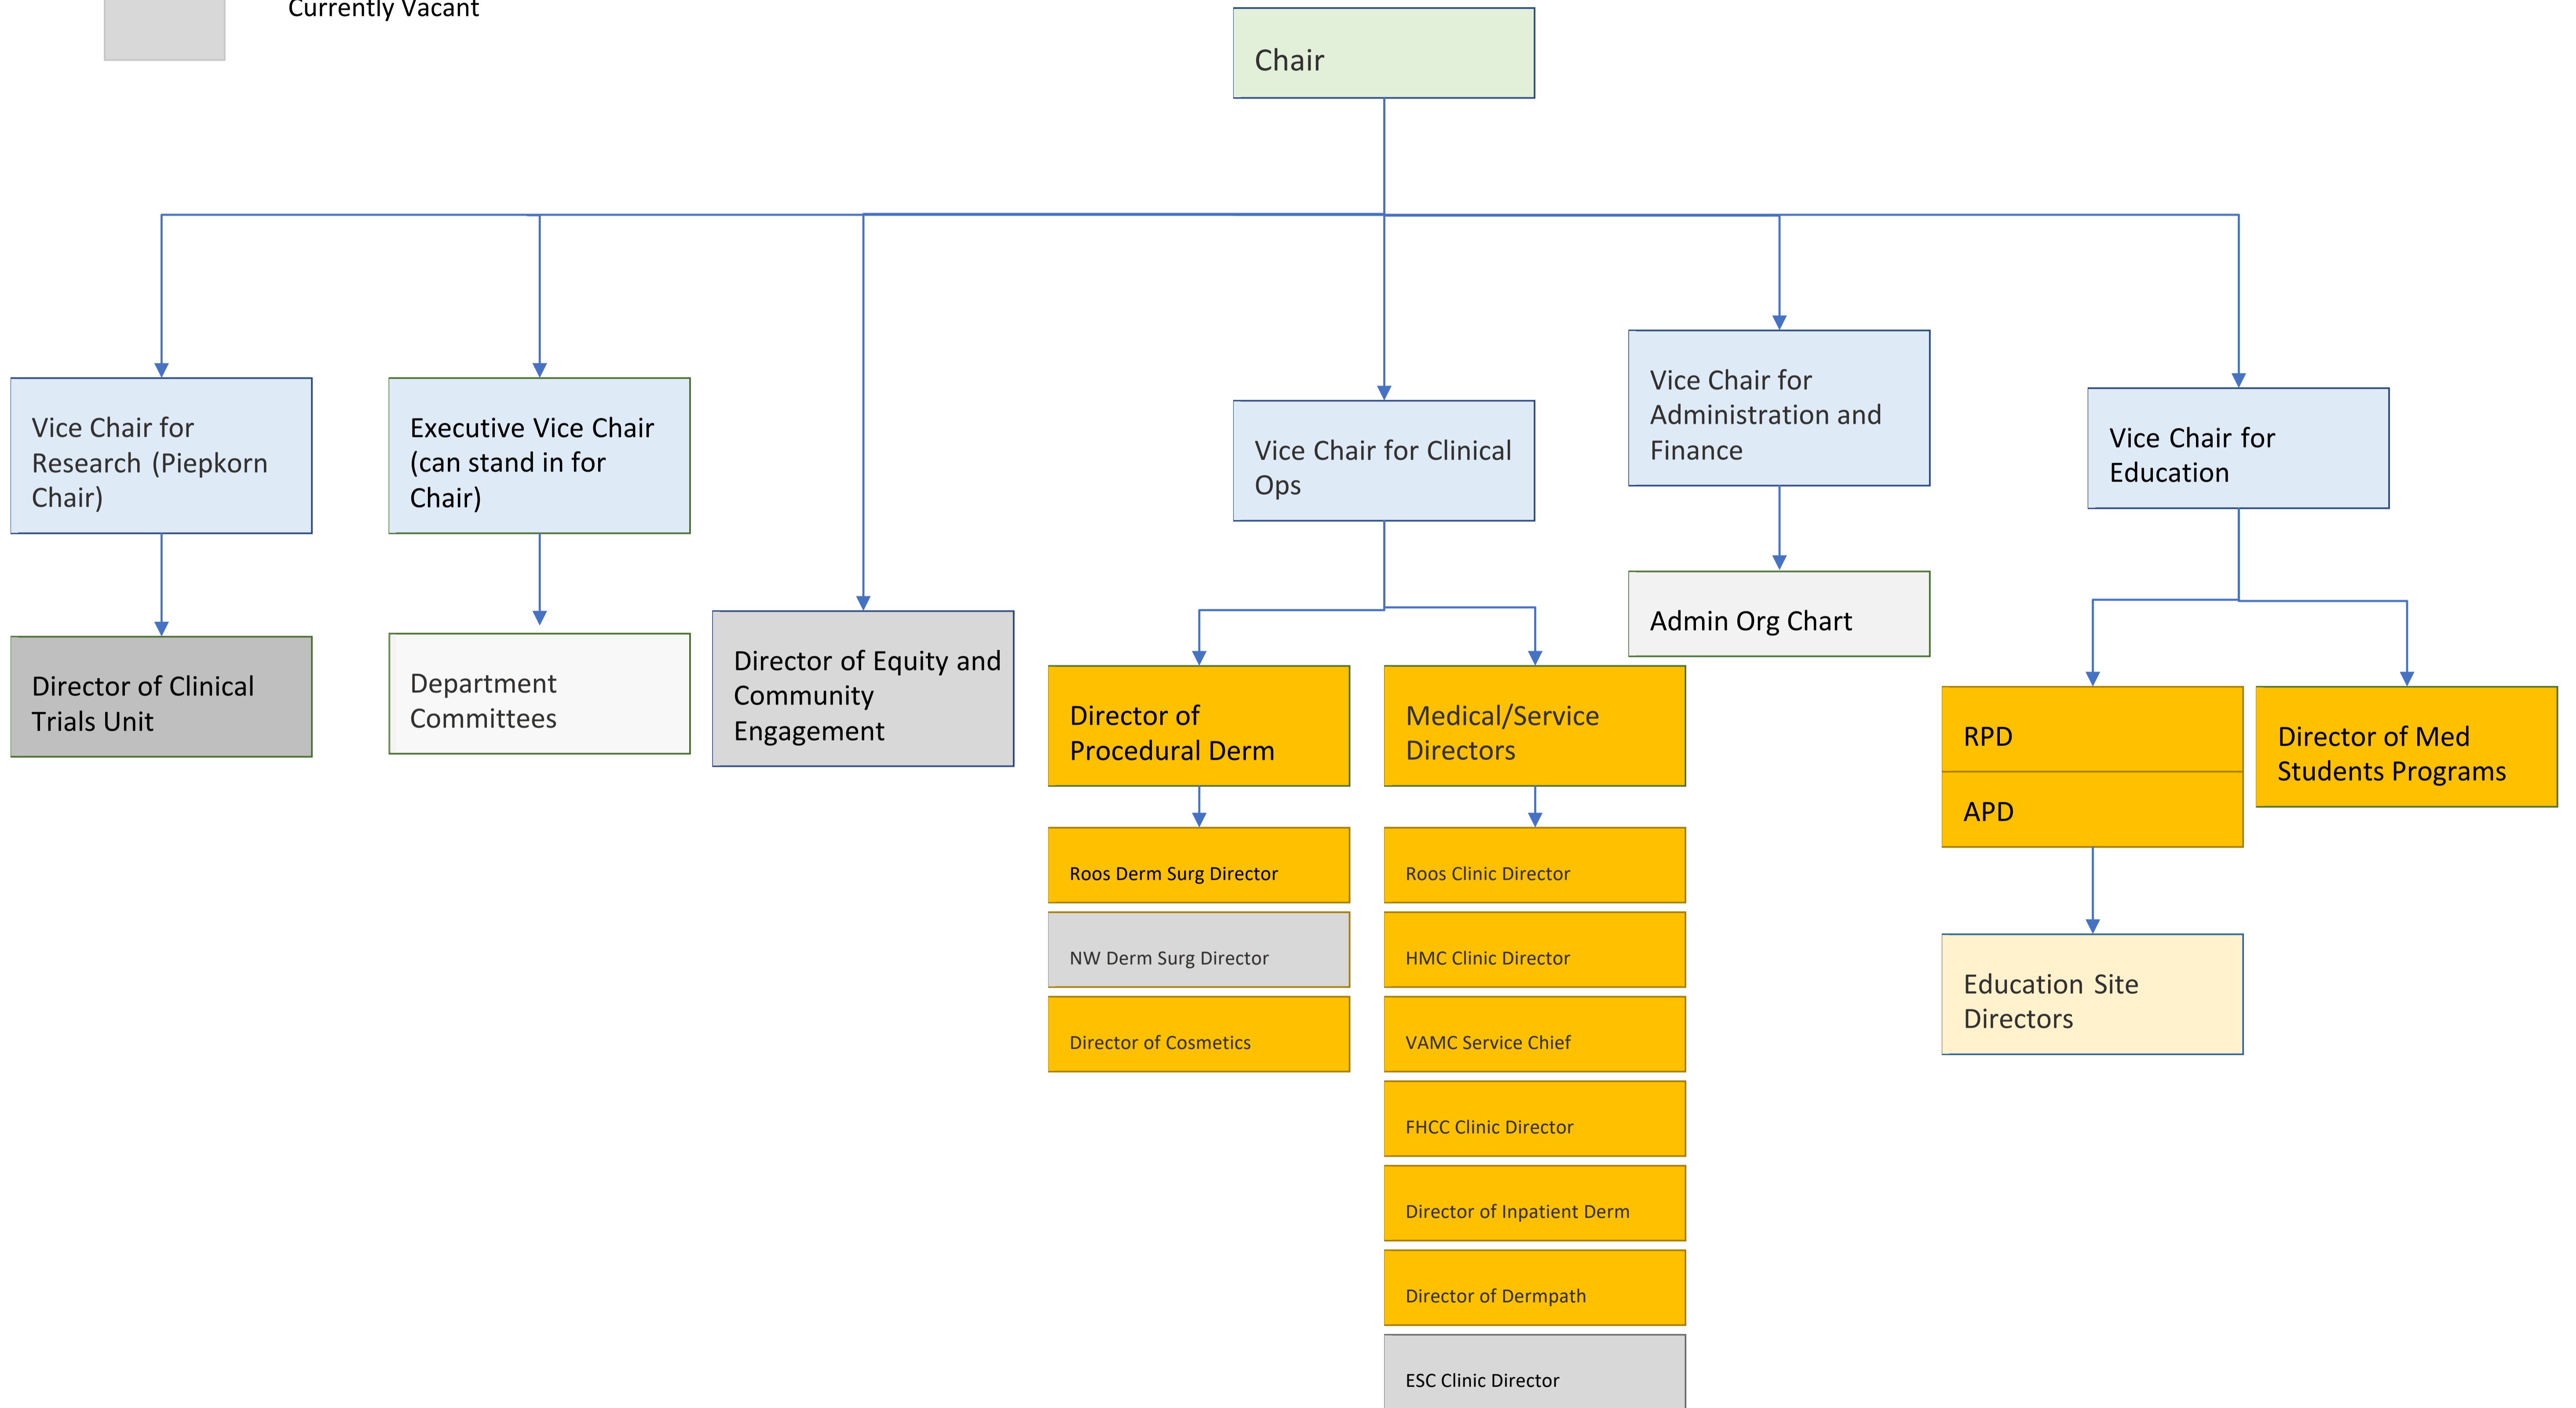 Currently Vacant
Chair
Vice Chair for
Research (Piepkorn
Chair)
Executive Vice Chair
(can stand in for
Chair)
Vice Chair for Clinical
Ops
Vice Chair for
Administration and
Finance
Vice Chair for
Education
Director of Clinical
Trials Unit
Department
Committees
Director of Equity and
Community
Engagement
Admin Org Chart
Director of
Procedural Derm
Medical/Service
Directors
RPD
APD
Director of Med
Students Programs
Roos Derm Surg Director
NW Derm Surg Director
Director of Cosmetics
Roos Clinic Director
HMC Clinic Director
VAMC Service Chief
FHCC Clinic Director
Director of Inpatient Derm
Director of Dermpath
ESC Clinic Director
Education Site
Directors